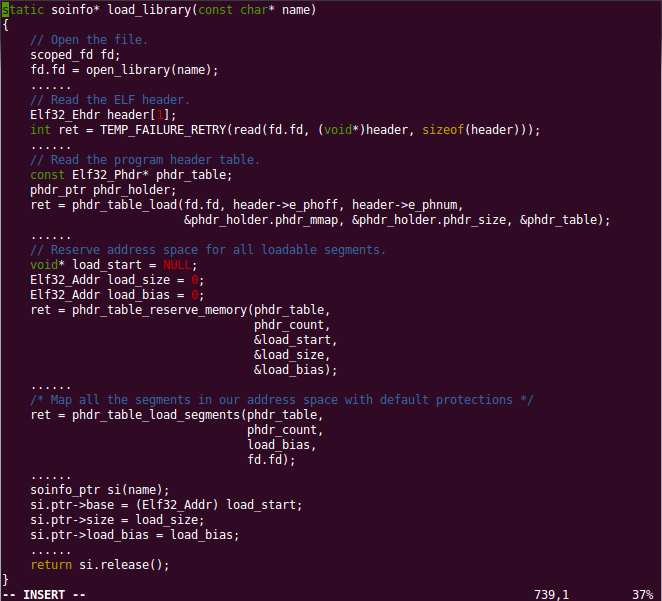 static soinfo* load_library(const char* name)
{
    // Open the file.
    scoped_fd fd;
    fd.fd = open_library(name);
    ......
    // Read the ELF header.
    Elf32_Ehdr header[1];
    int ret = TEMP_FAILURE_RETRY(read(fd.fd, (void*)header, sizeof(header)));
    ......
    // Read the program header table.
    const Elf32_Phdr* phdr_table;
    phdr_ptr phdr_holder;
    ret = phdr_table_load(fd.fd, header->e_phoff, header->e_phnum,
                          &phdr_holder.phdr_mmap, &phdr_holder.phdr_size, &phdr_table);
    ......
    // Reserve address space for all loadable segments.
    void* load_start = NULL;
    Elf32_Addr load_size = 0;
    Elf32_Addr load_bias = 0;
    ret = phdr_table_reserve_memory(phdr_table,
                                    phdr_count,
                                    &load_start,
                                    &load_size,
                                    &load_bias);
    ......
    /* Map all the segments in our address space with default protections */
    ret = phdr_table_load_segments(phdr_table,
                                   phdr_count,
                                   load_bias,
                                   fd.fd);
    ......
    soinfo_ptr si(name);
    si.ptr->base = (Elf32_Addr) load_start;
    si.ptr->size = load_size;
    si.ptr->load_bias = load_bias;
    ......
    return si.release();
}
-- INSERT -- 739,1 37%